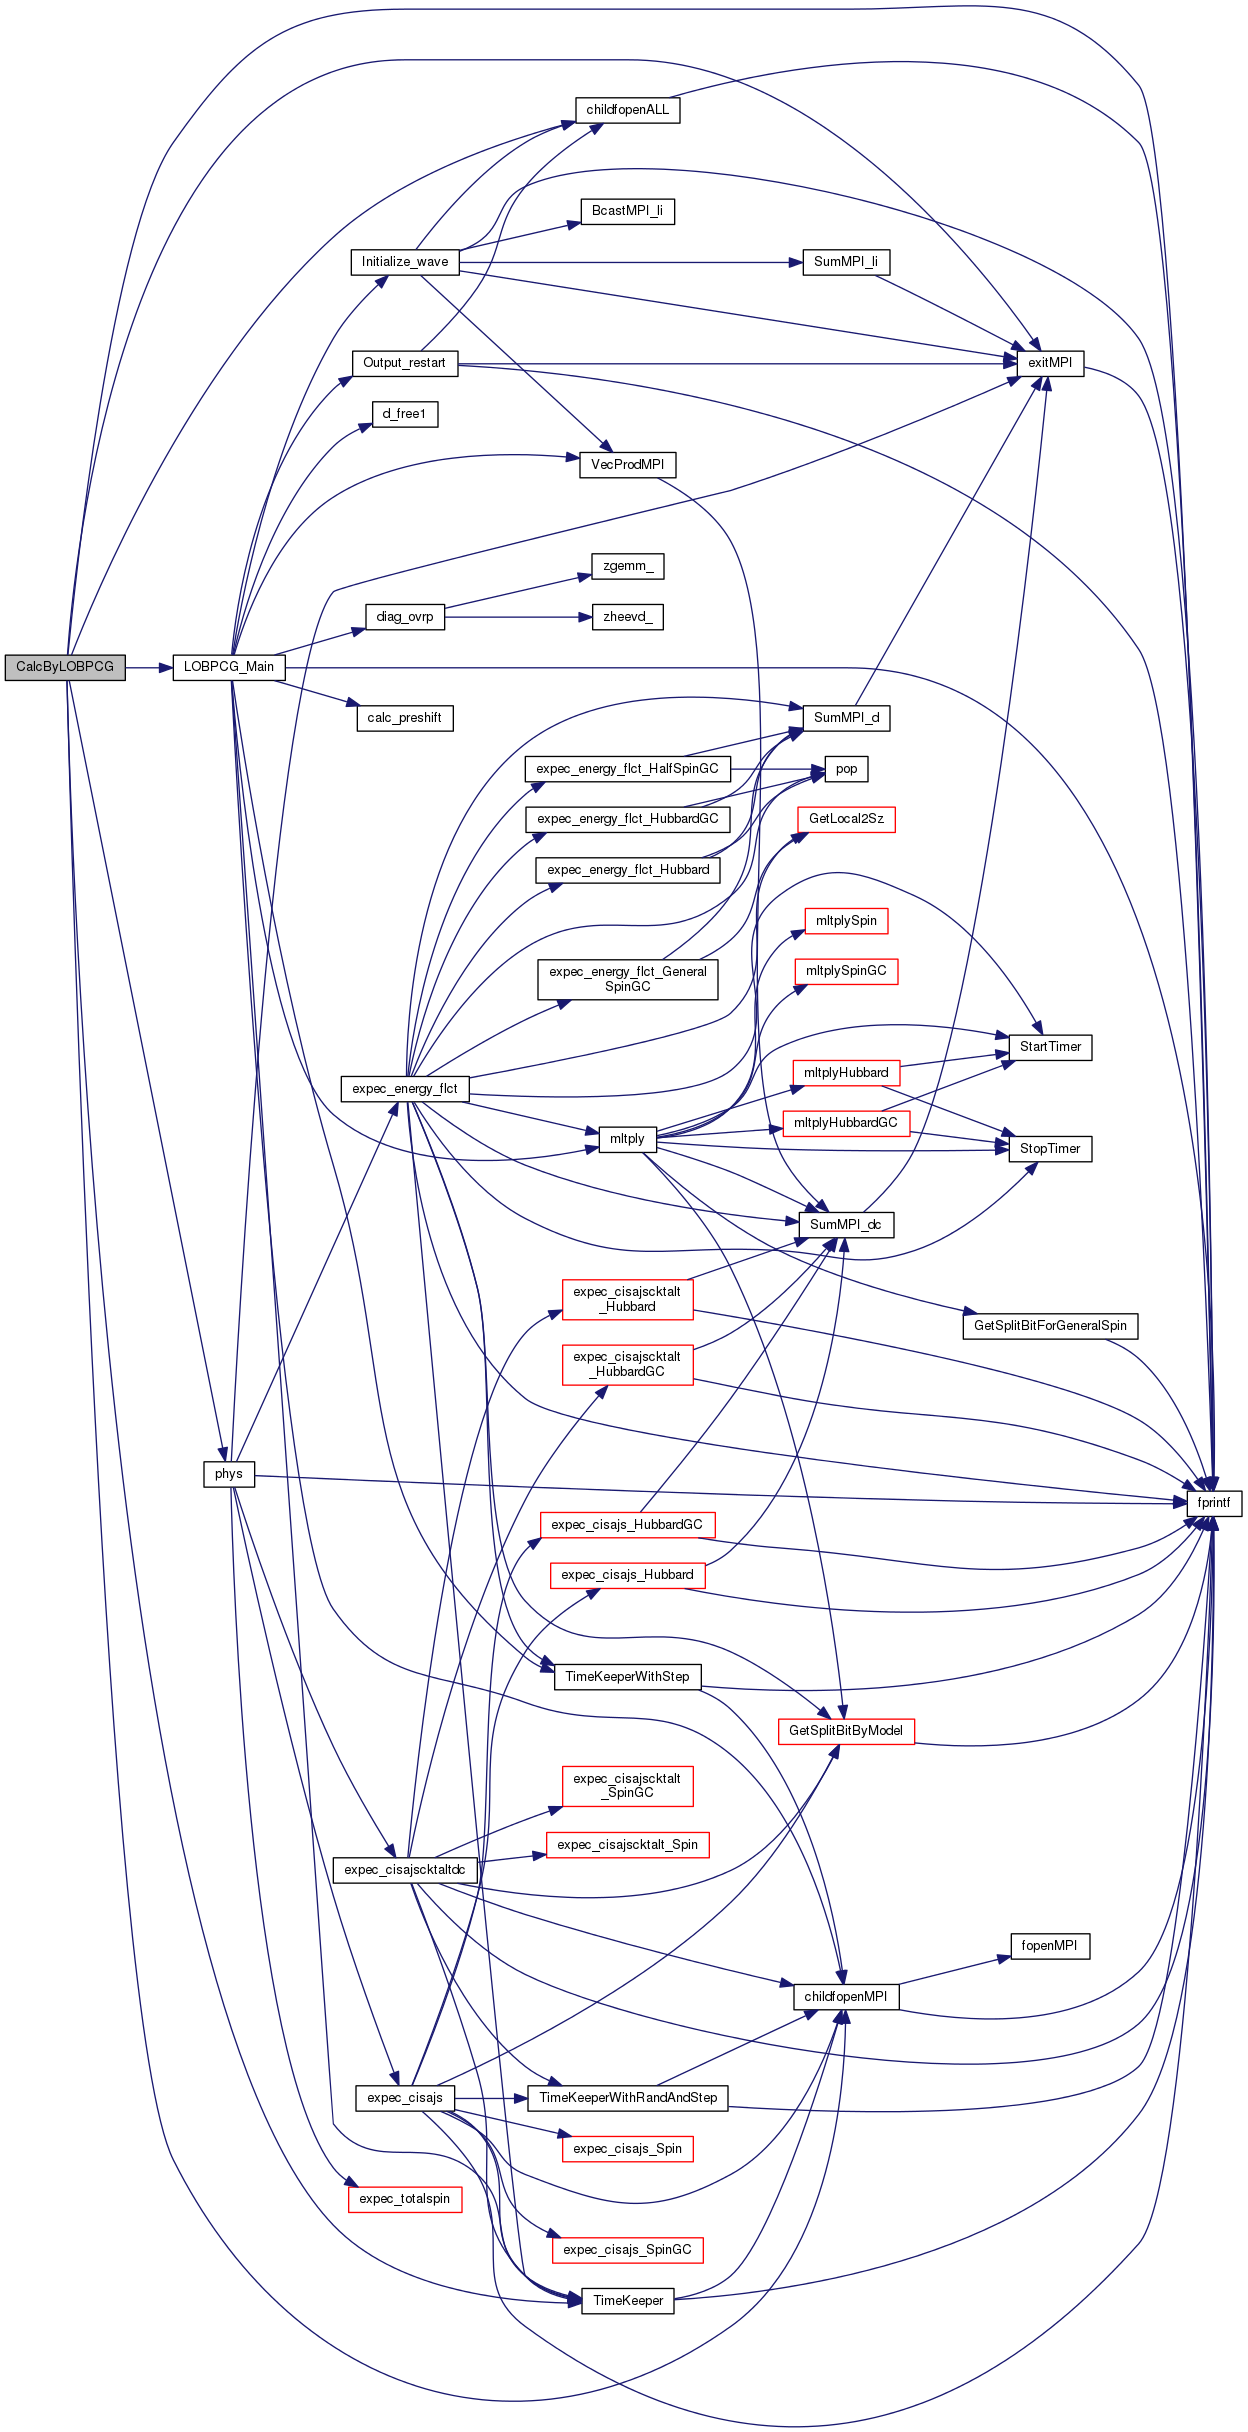 childfopenALL
BcastMPI_li
Initialize_wave
SumMPI_li
Output_restart
exitMPI
d_free1
VecProdMPI
zgemm_
diag_ovrp
zheevd_
CalcByLOBPCG
LOBPCG_Main
calc_preshift
SumMPI_d
expec_energy_flct_HalfSpinGC
pop
expec_energy_flct_HubbardGC
GetLocal2Sz
expec_energy_flct_Hubbard
mltplySpin
expec_energy_flct_General
SpinGC
mltplySpinGC
StartTimer
mltplyHubbard
expec_energy_flct
mltplyHubbardGC
mltply
StopTimer
SumMPI_dc
expec_cisajscktalt
_Hubbard
GetSplitBitForGeneralSpin
expec_cisajscktalt
_HubbardGC
phys
fprintf
expec_cisajs_HubbardGC
expec_cisajs_Hubbard
TimeKeeperWithStep
GetSplitBitByModel
expec_cisajscktalt
_SpinGC
expec_cisajscktalt_Spin
expec_cisajscktaltdc
fopenMPI
childfopenMPI
expec_cisajs
TimeKeeperWithRandAndStep
expec_cisajs_Spin
expec_totalspin
expec_cisajs_SpinGC
TimeKeeper